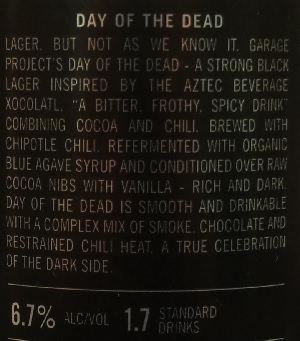 DAY OF THE DEAD
LAGER, BUT NOT AS WE KNOW IT. GARAGE
PROJECT'S DAY OF THE DEAD - A STRONG BLACK
LAGER INSPIRED BY THE AZTEC BEVERAGE
XOCOLATL, "A BITTER, FROTHY, SPICY DRINK"
COMBINING COCOA AND CHILI. BREWED WITH
CHIPOTLE CHILI, REFERMENTED WITH ORGANIC
BLUE AGAVE SYRUP AND CONDITIONED OVER RAW
COCOA NIBS WITH VANILLA - RICH AND DARK,
DAY OF THE DEAD IS SMOOTH AND DRINKABLE
WITH A COMPLEX MIX OF SMOKE, CHOCOLATE AND
RESTRAINED CHILI HEAT. A TRUE CELEBRATION
OF THE DARK SIDE.
6.7% ALC/VOL 1.7 STANDARD
DRINKS